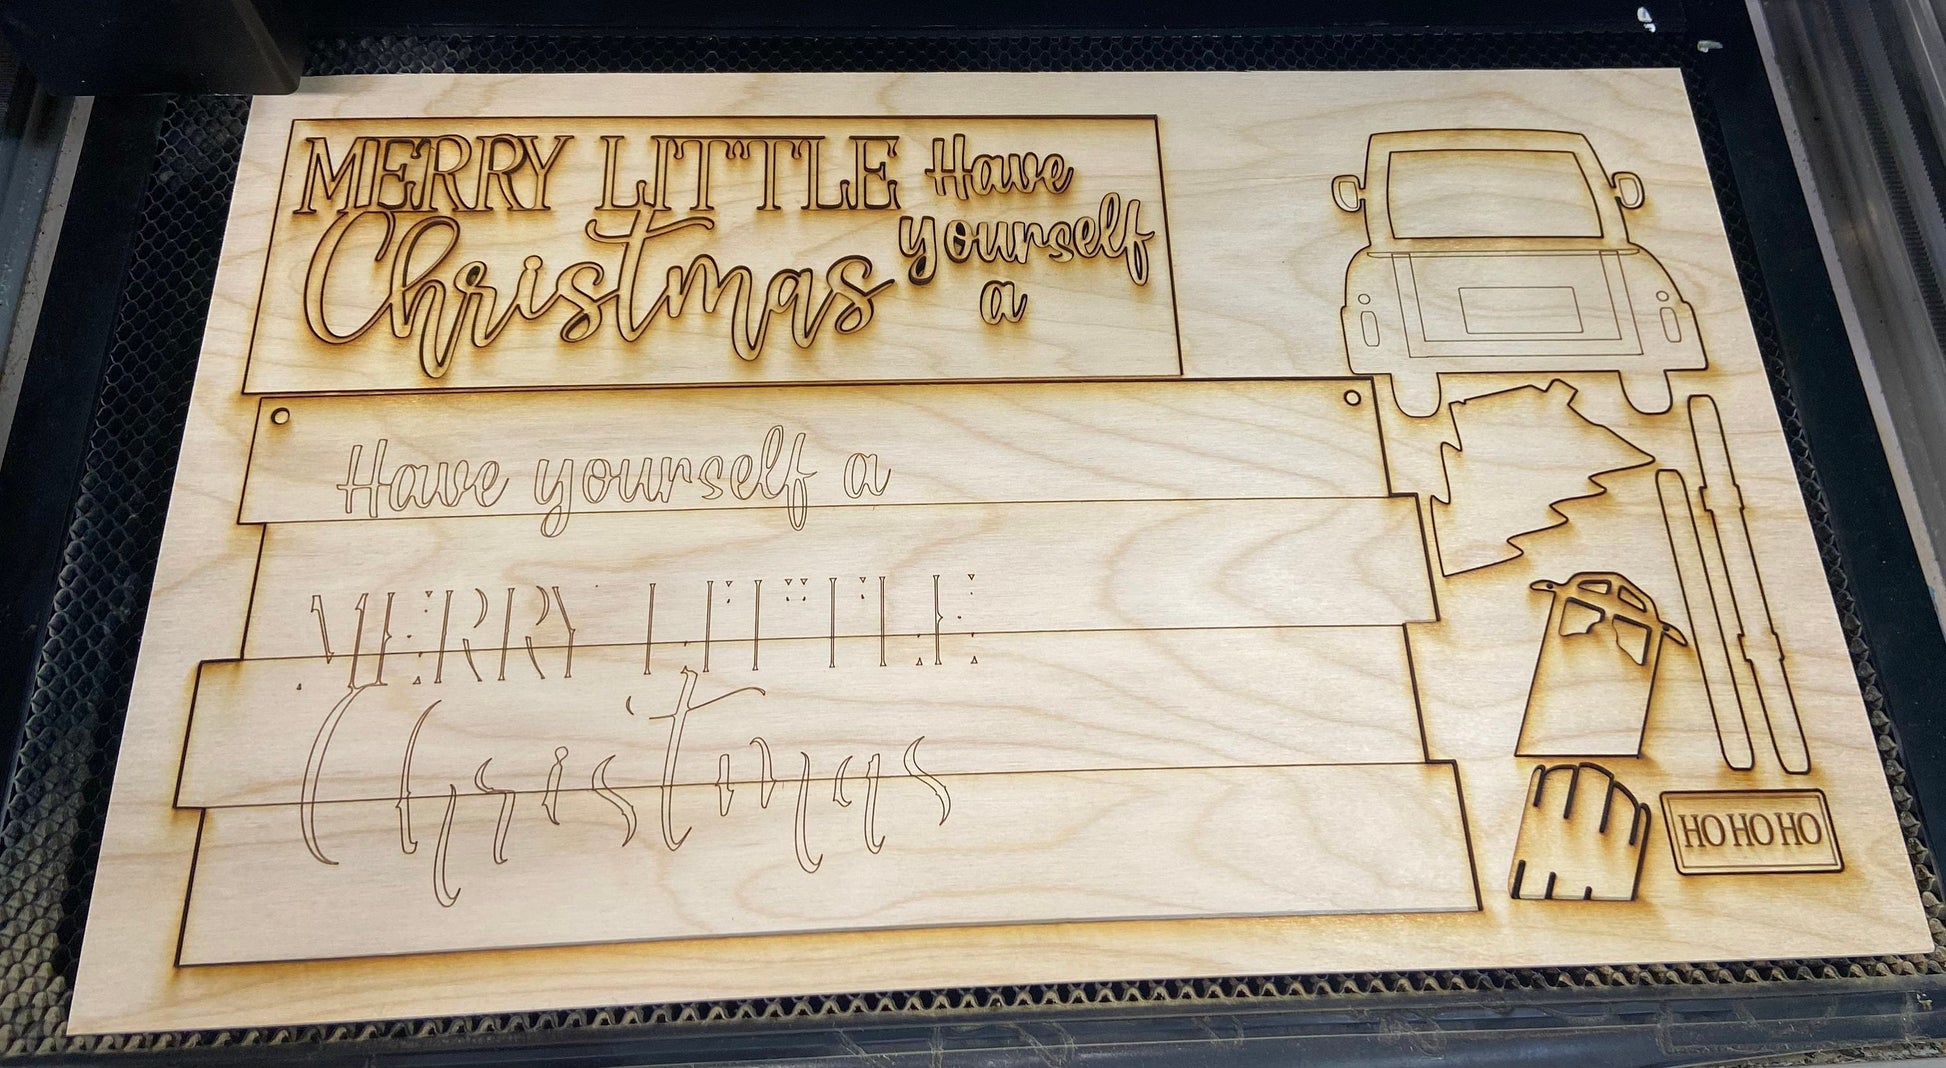 MERRY LITTLE
Christmas
Have
yourself
a
Have yourself a
MERRY LITTLE
Christmas
HO HO HO